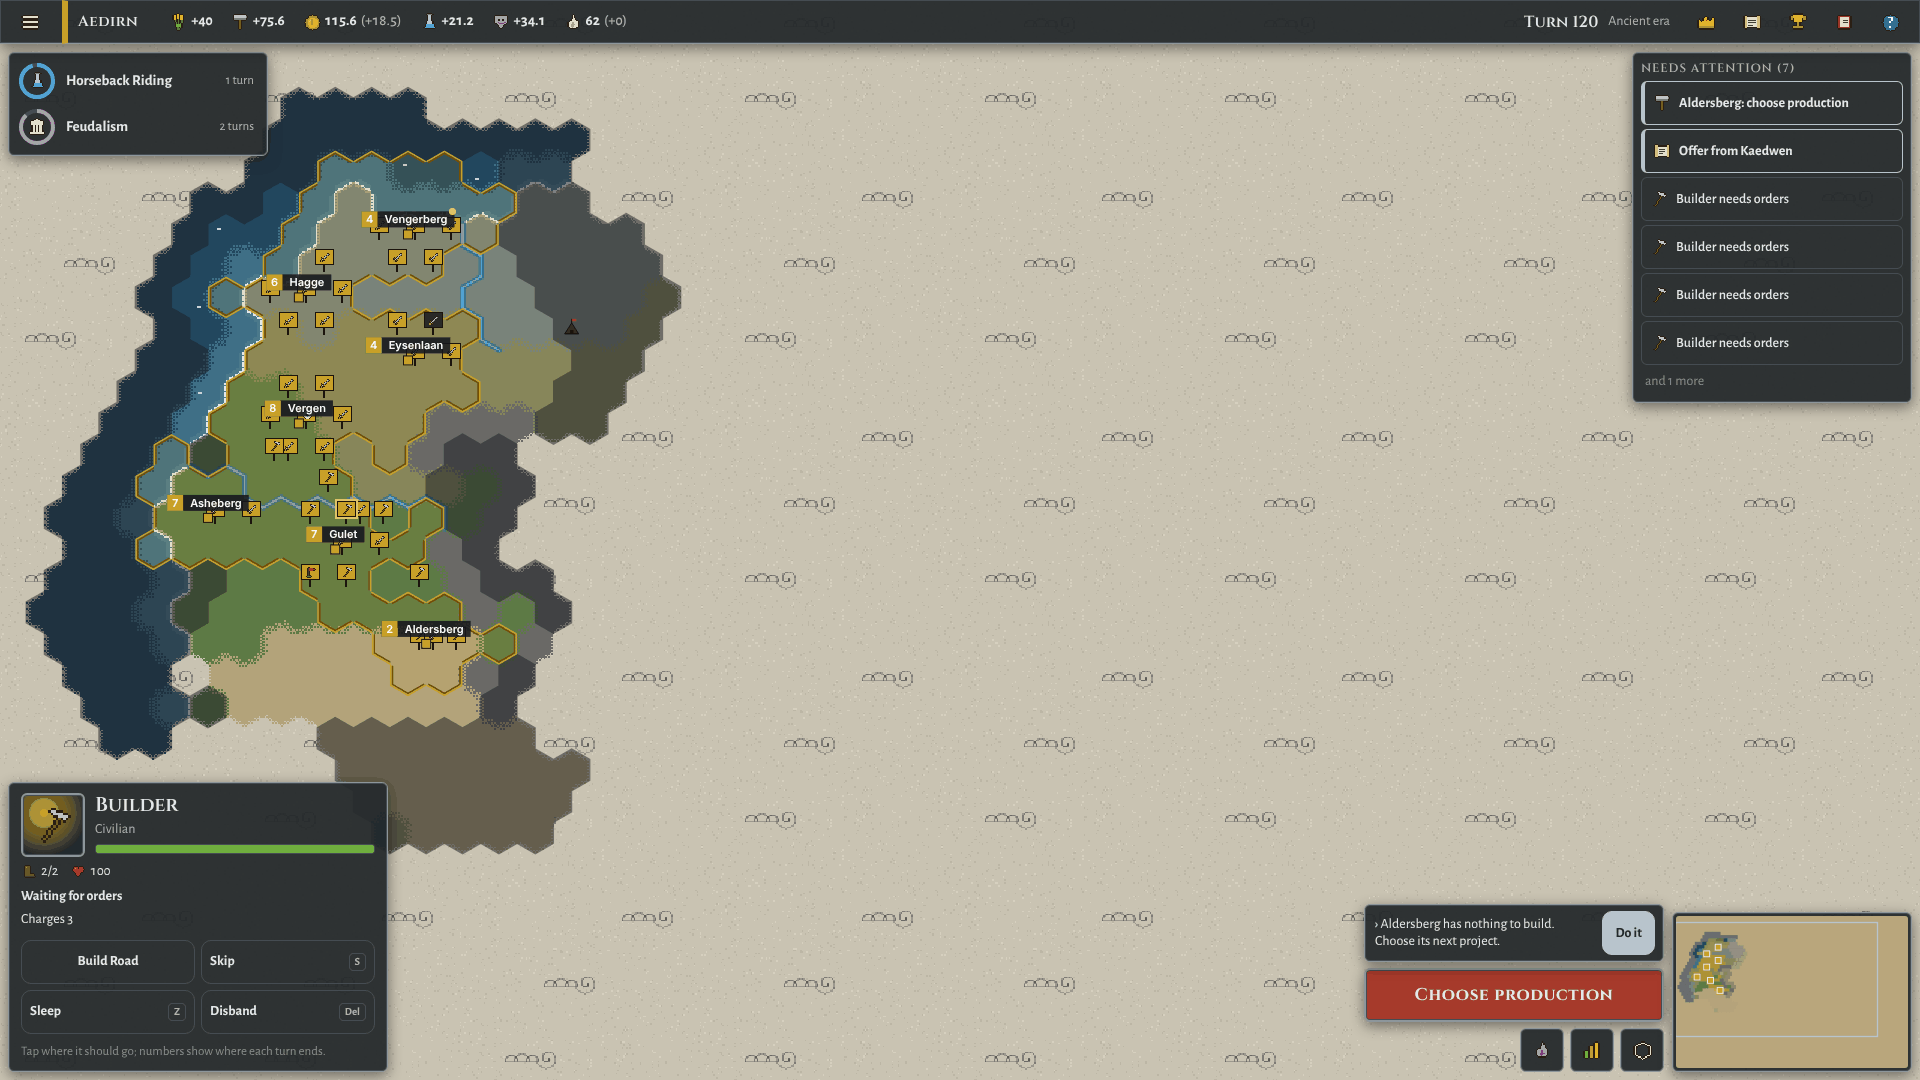 AEDIRN
+40
+75.6
115.6 (+18.5)
+21.2
+34.1
62 (+0)
TURN 120
Ancient era
?
Horseback Riding
1 turn
Feudalism
2 turns
NEEDS ATTENTION (7)
Aldersberg: choose production
Offer from Kaedwen
Builder needs orders
Builder needs orders
Builder needs orders
Builder needs orders
and 1 more
4 Vengerberg
6 Hagge
4 Eysenlaan
8 Vergen
7 Asheberg
7 Gulet
2 Aldersberg
BUILDER
Civilian
2/2
100
Waiting for orders
Charges 3
Build Road
Skip
S
Sleep
Z
Disband
Del
Tap where it should go; numbers show where each turn ends.
› Aldersberg has nothing to build.
Choose its next project.
Do it
CHOOSE PRODUCTION